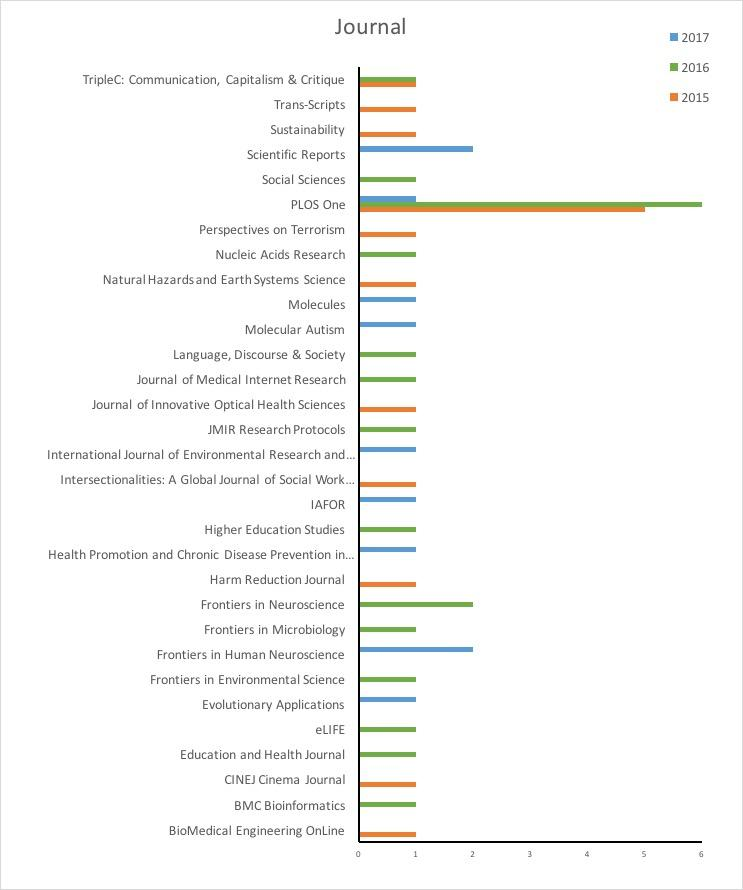 Journal
2017
2016
2015
TripleC: Communication, Capitalism & Critique
Trans-Scripts
Sustainability
Scientific Reports
Social Sciences
PLOS One
Perspectives on Terrorism
Nucleic Acids Research
Natural Hazards and Earth Systems Science
Molecules
Molecular Autism
Language, Discourse & Society
Journal of Medical Internet Research
Journal of Innovative Optical Health Sciences
JMIR Research Protocols
International Journal of Environmental Research and...
Intersectionalities: A Global Journal of Social Work...
IAFOR
Higher Education Studies
Health Promotion and Chronic Disease Prevention in...
Harm Reduction Journal
Frontiers in Neuroscience
Frontiers in Microbiology
Frontiers in Human Neuroscience
Frontiers in Environmental Science
Evolutionary Applications
eLIFE
Education and Health Journal
CINEJ Cinema Journal
BMC Bioinformatics
BioMedical Engineering OnLine
0 1 2 3 4 5 6